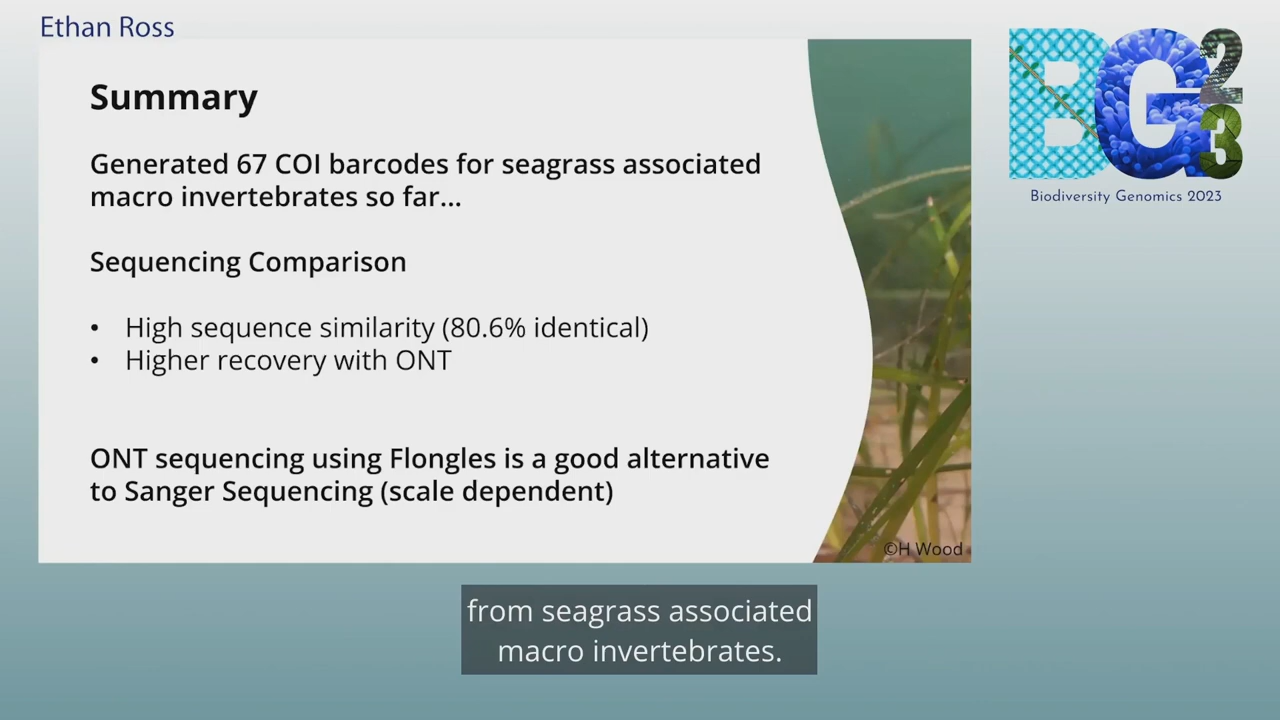 Ethan Ross
Summary
Generated 67 COI barcodes for seagrass associated
macro invertebrates so far...
Sequencing Comparison
• High sequence similarity (80.6% identical)
• Higher recovery with ONT
ONT sequencing using Flongles is a good alternative
to Sanger Sequencing (scale dependent)
©H Wood
BG23
Biodiversity Genomics 2023
from seagrass associated
macro invertebrates.